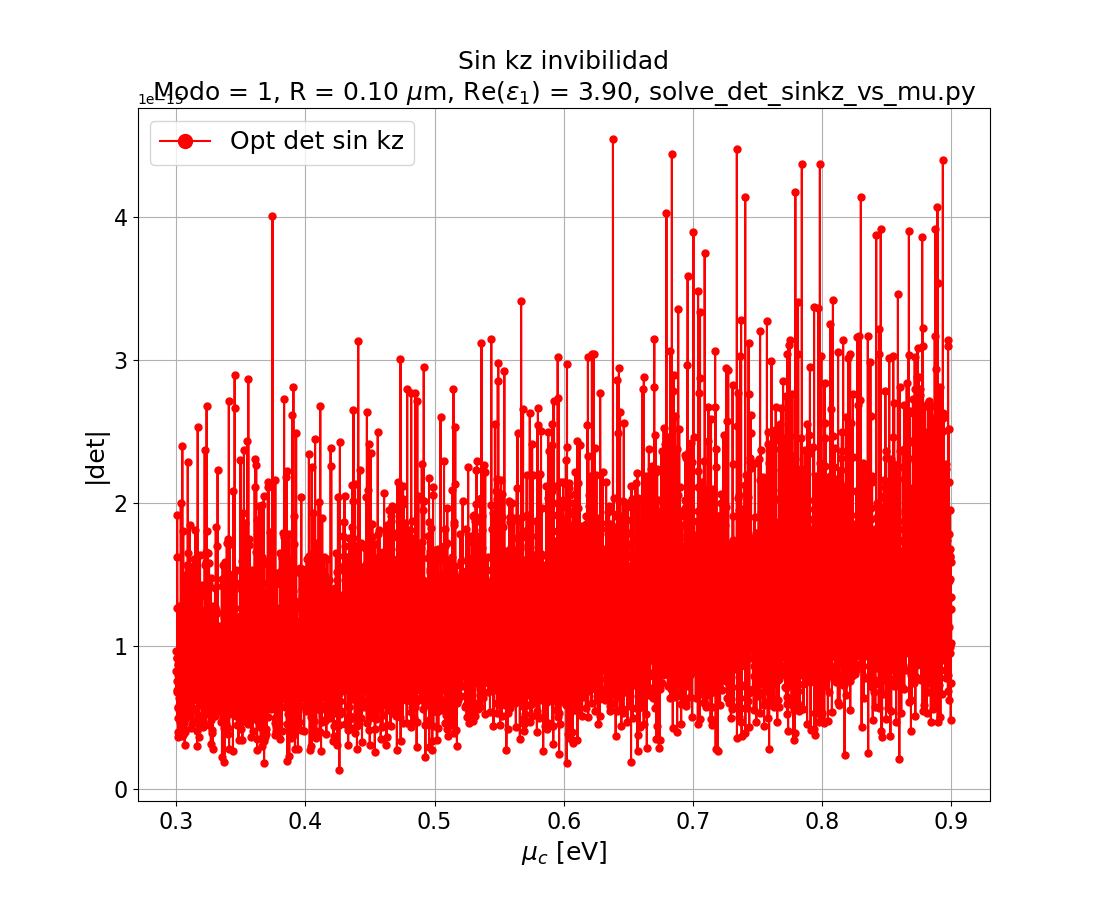 Sin kz invibilidad
Modo = 1, R = 0.10 μm, Re(ε₁) = 3.90, solve_det_sinkz_vs_mu.py
Opt det sin kz
|det|
4
3
2
1
0
0.3 0.4 0.5 0.6 0.7 0.8 0.9
μ_c [eV]